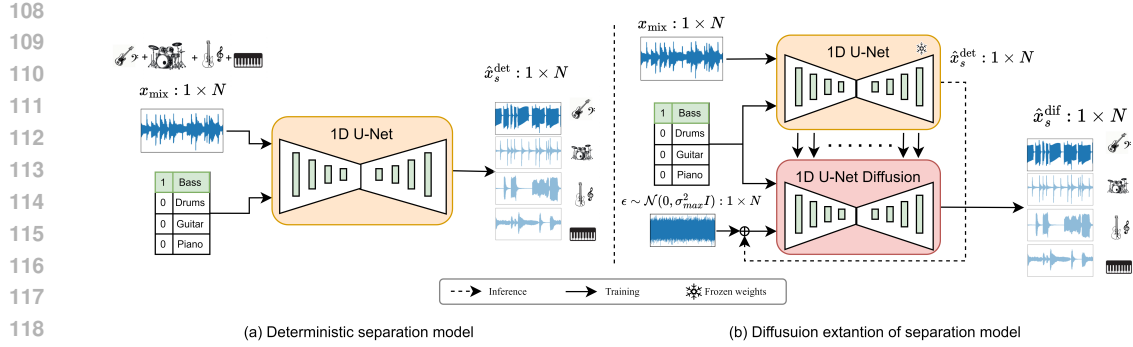 108
109
110
111
112
113
114
115
116
117
118
x_mix : 1 × N
1 Bass
0 Drums
0 Guitar
0 Piano
1D U-Net
x̂_s^det : 1 × N
(a) Deterministic separation model
x_mix : 1 × N
1 Bass
0 Drums
0 Guitar
0 Piano
ϵ ∼ 𝒩(0, σ²_max I) : 1 × N
1D U-Net
x̂_s^det : 1 × N
1D U-Net Diffusion
x̂_s^dif : 1 × N
Inference
Training
Frozen weights
(b) Diffusuion extantion of separation model